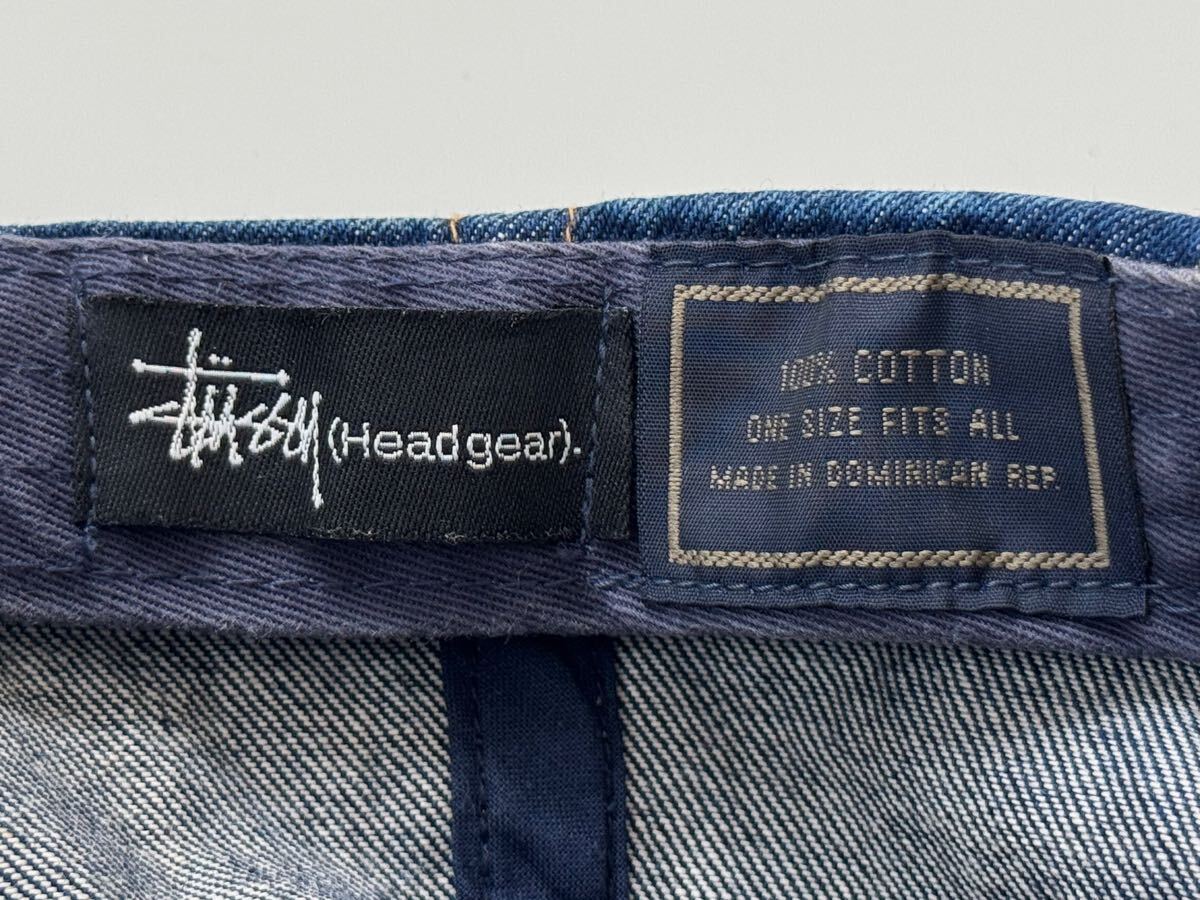 Stüssy (Headgear).
100% COTTON
ONE SIZE FITS ALL
MADE IN DOMINICAN REP.